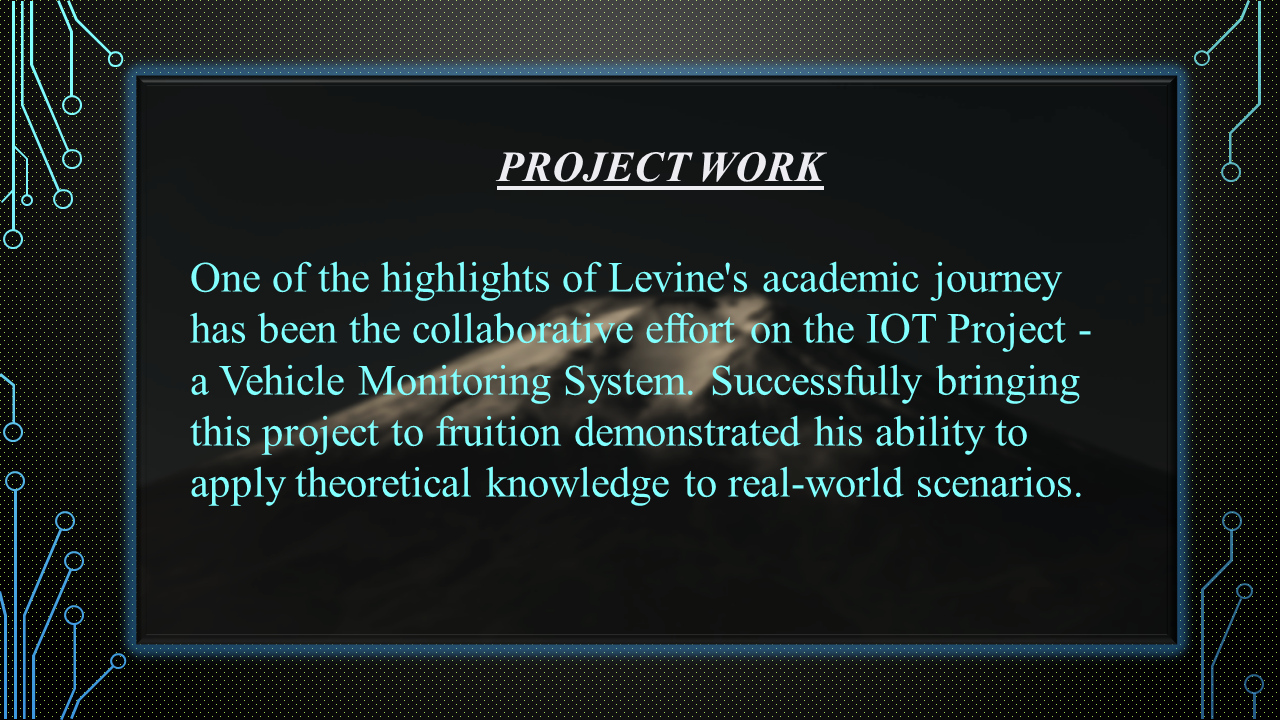 PROJECT WORK
One of the highlights of Levine's academic journey
has been the collaborative effort on the IOT Project -
a Vehicle Monitoring System. Successfully bringing
this project to fruition demonstrated his ability to
apply theoretical knowledge to real-world scenarios.